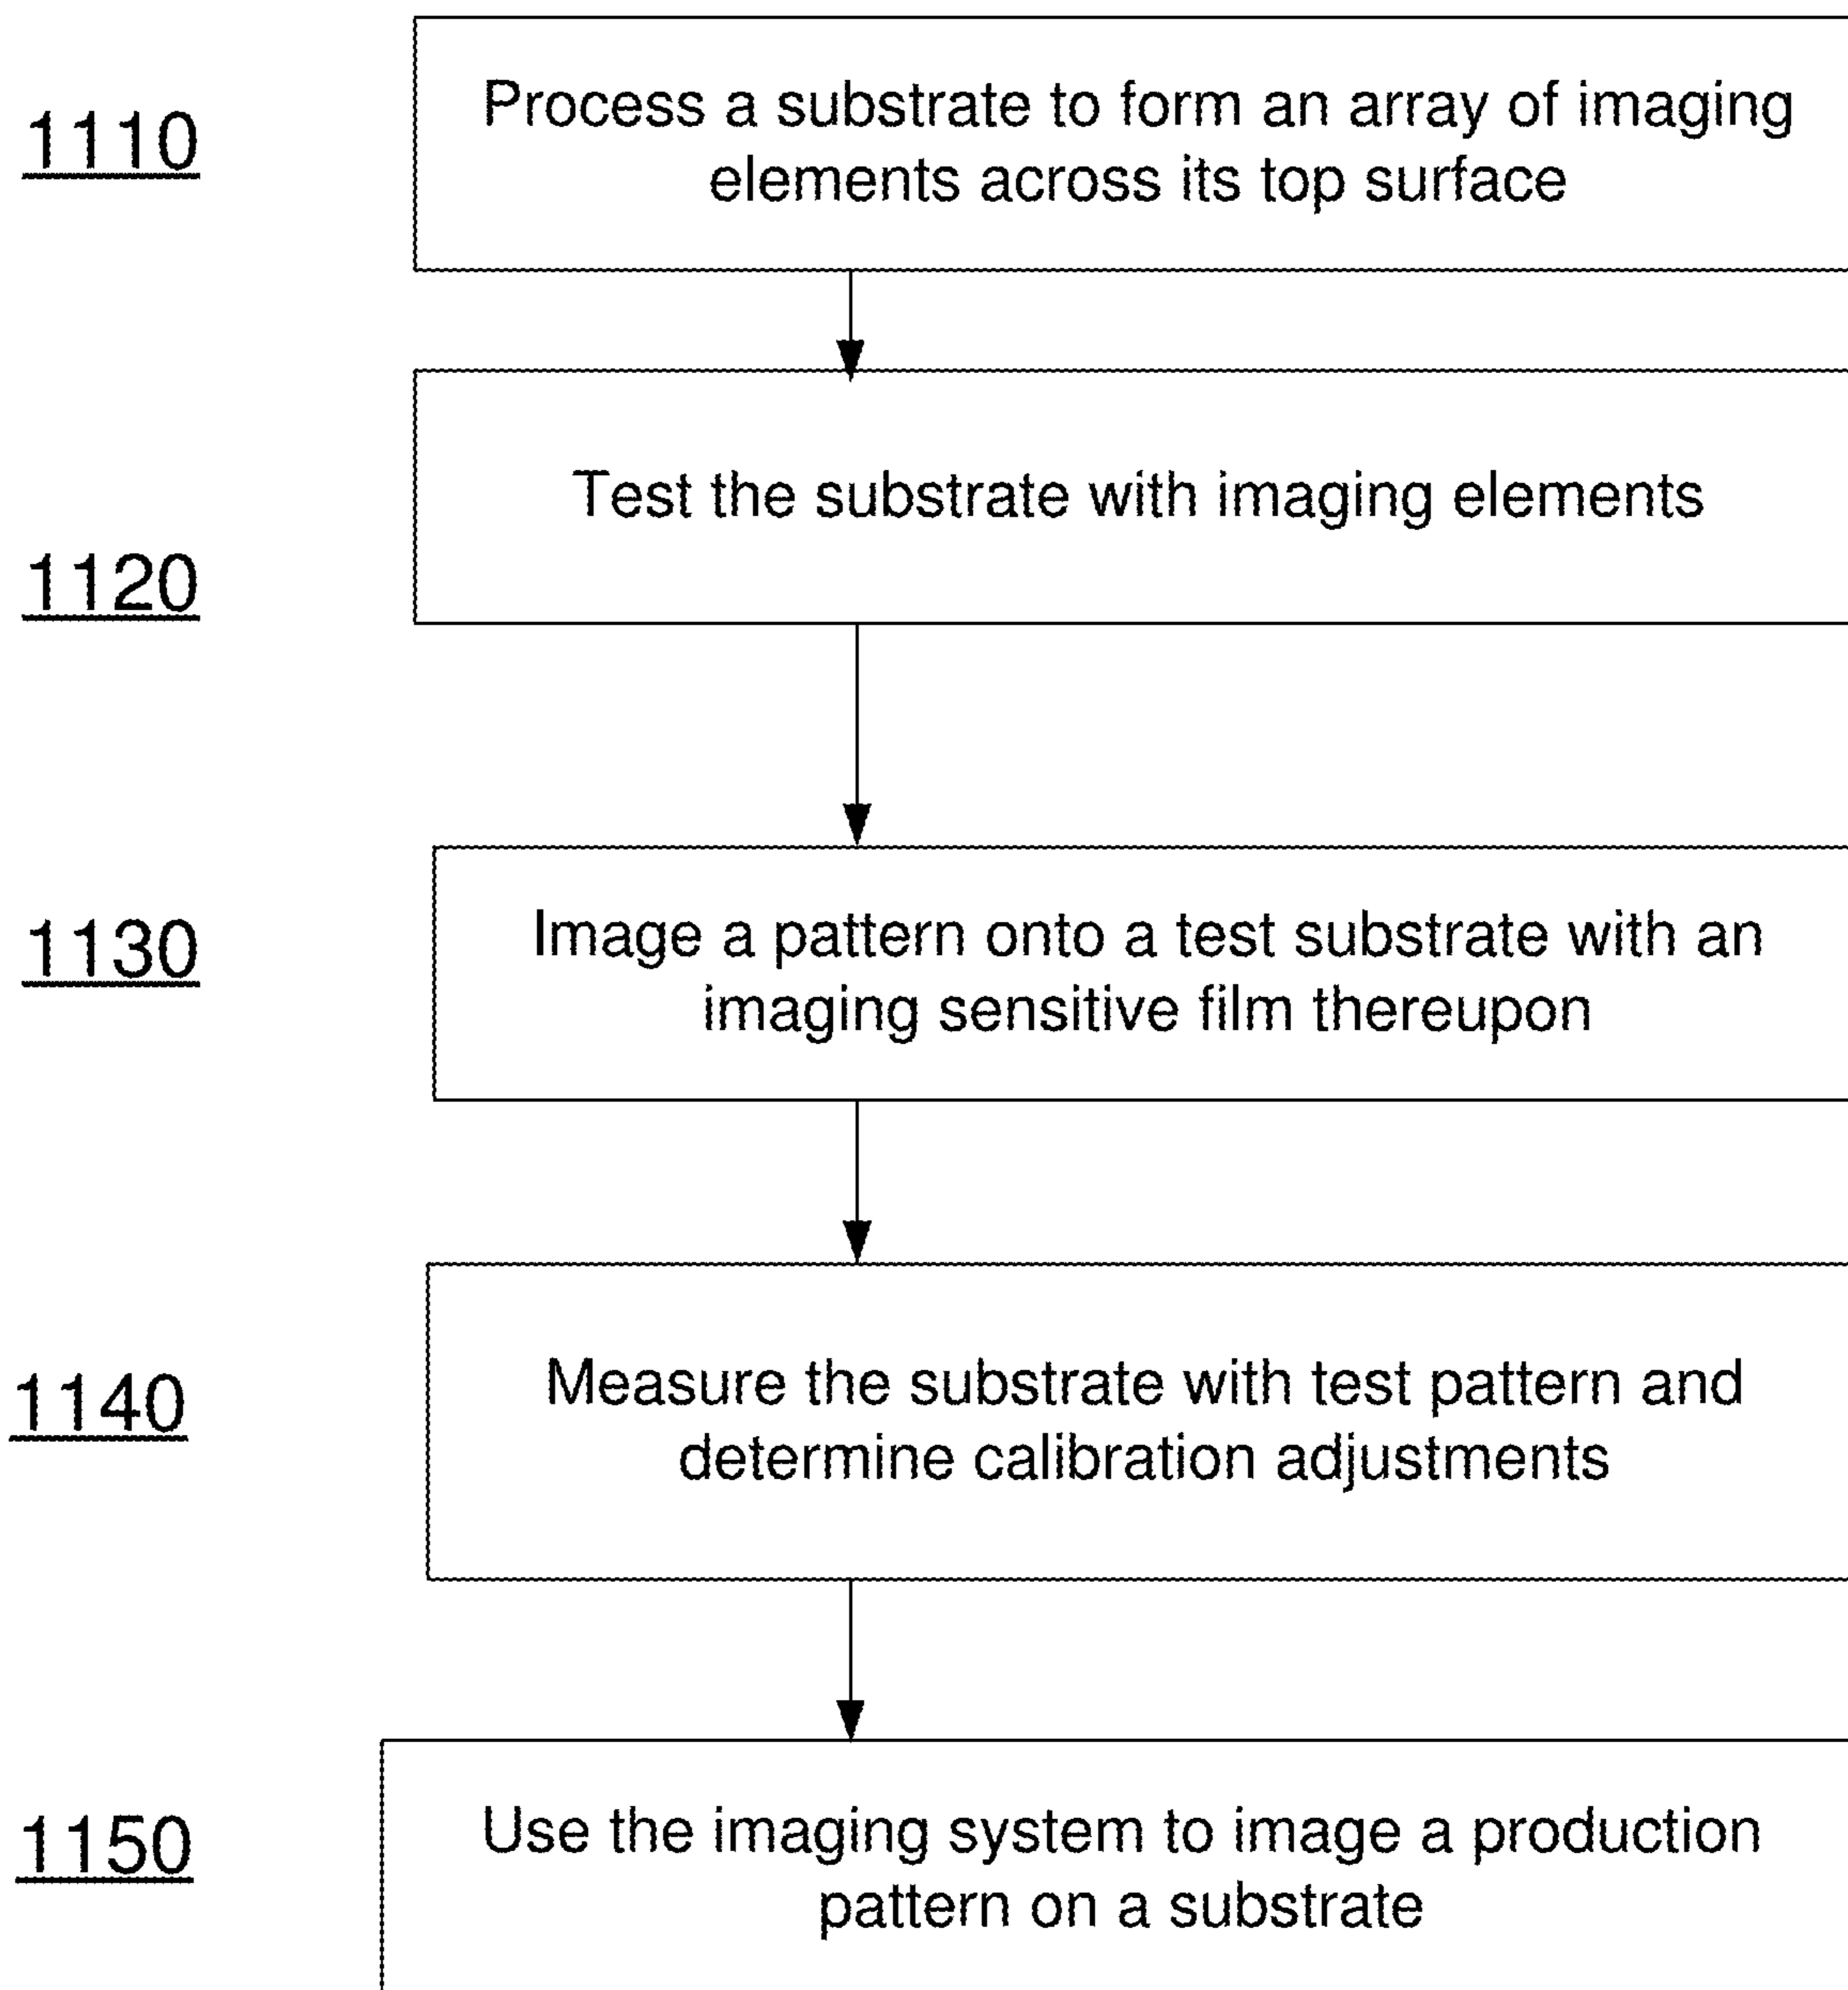 1110
Process a substrate to form an array of imaging
elements across its top surface
Test the substrate with imaging elements
1120
1130
Image a pattern onto a test substrate with an
imaging sensitive film thereupon
1140
Measure the substrate with test pattern and
determine calibration adjustments
1150
Use the imaging system to image a production
pattern on a substrate